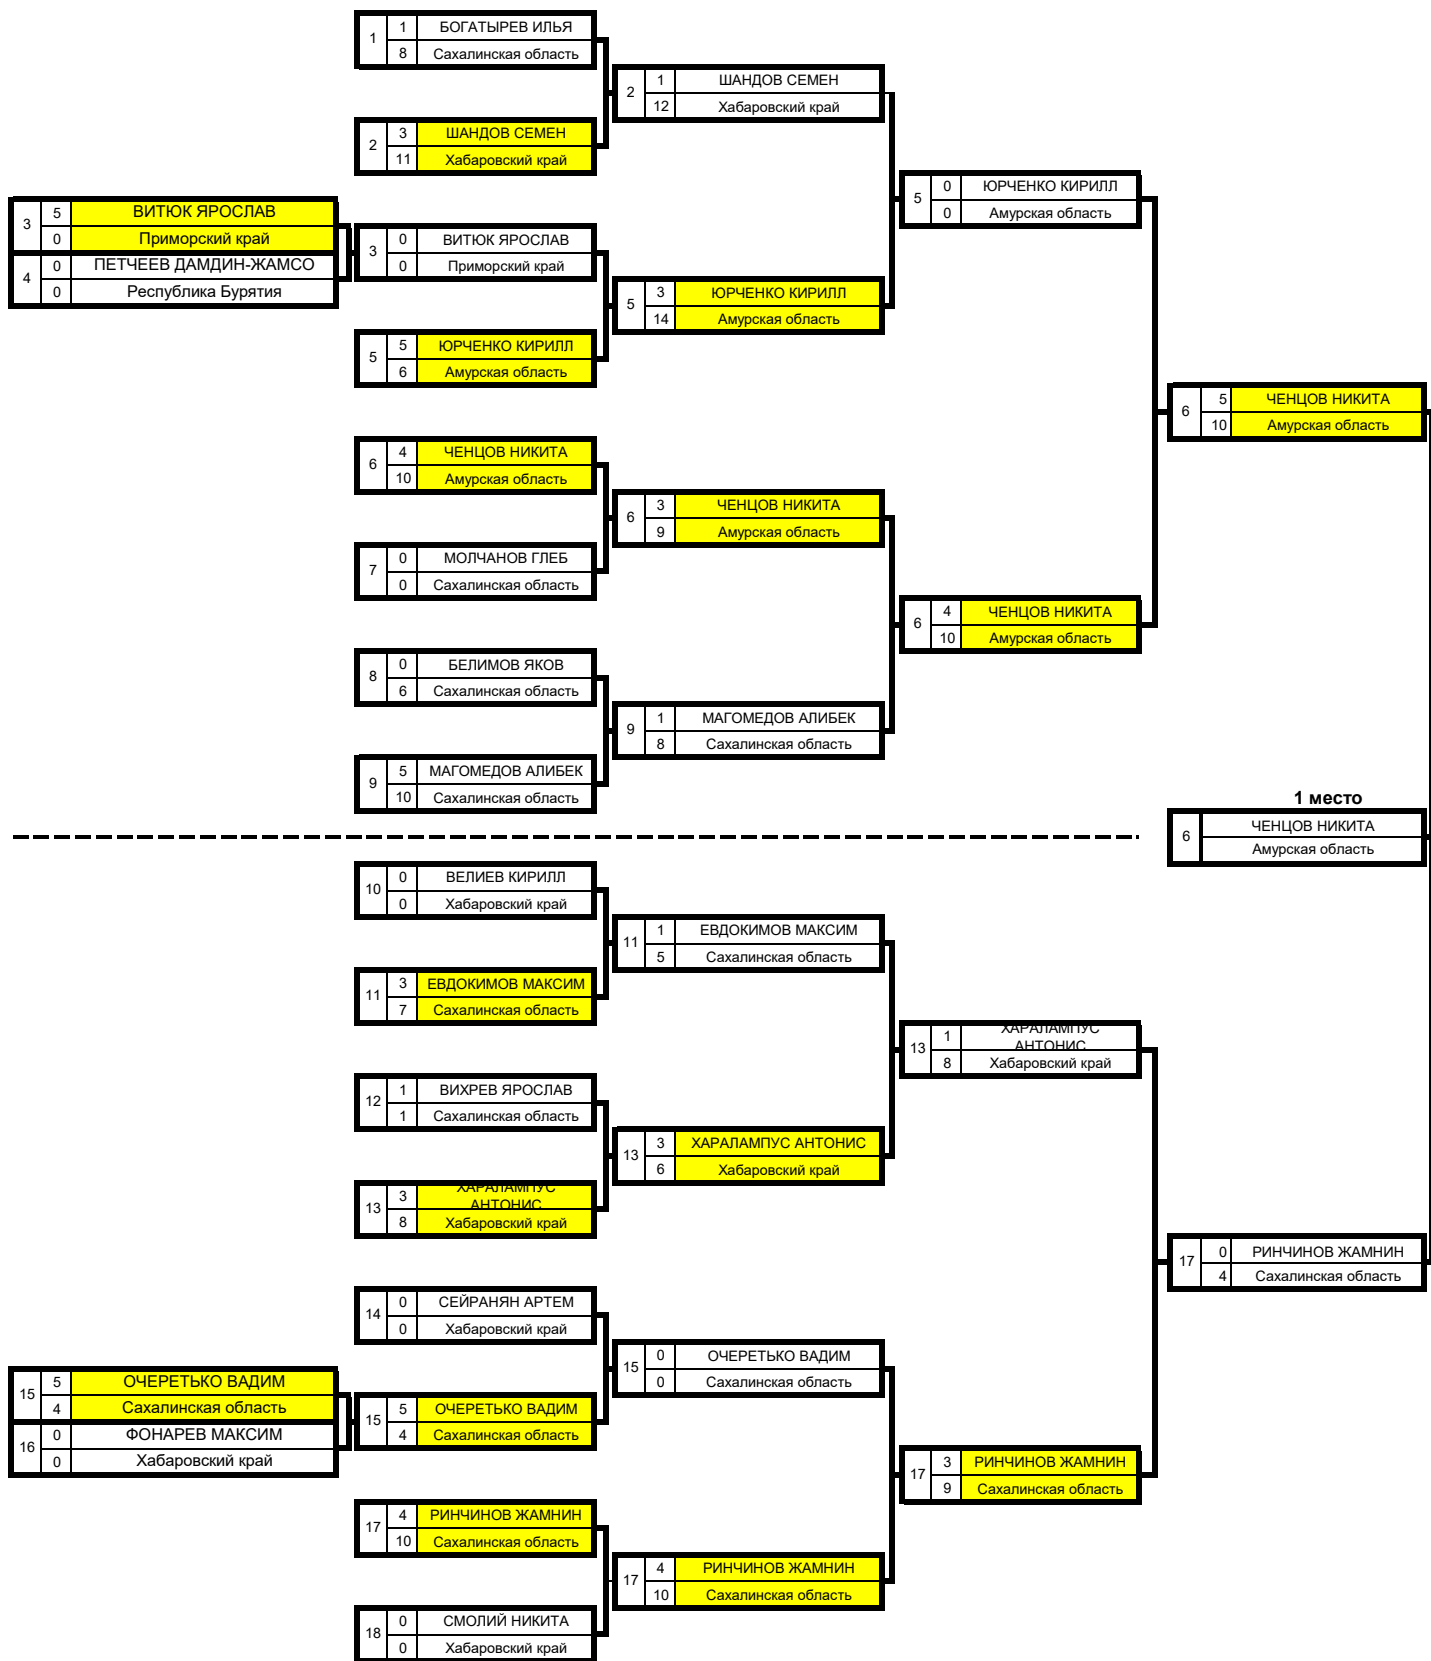 1 1 БОГАТЫРЕВ ИЛЬЯ
8 Сахалинская область
2 1 ШАНДОВ СЕМЕН
12 Хабаровский край
2 3 ШАНДОВ СЕМЕН
11 Хабаровский край
5 0 ЮРЧЕНКО КИРИЛЛ
0 Амурская область
3 5 ВИТЮК ЯРОСЛАВ
0 Приморский край
3 0 ВИТЮК ЯРОСЛАВ
0 Приморский край
4 0 ПЕТЧЕЕВ ДАМДИН-ЖАМСО
0 Республика Бурятия
5 3 ЮРЧЕНКО КИРИЛЛ
14 Амурская область
5 5 ЮРЧЕНКО КИРИЛЛ
6 Амурская область
6 5 ЧЕНЦОВ НИКИТА
10 Амурская область
6 4 ЧЕНЦОВ НИКИТА
10 Амурская область
6 3 ЧЕНЦОВ НИКИТА
9 Амурская область
7 0 МОЛЧАНОВ ГЛЕБ
0 Сахалинская область
6 4 ЧЕНЦОВ НИКИТА
10 Амурская область
8 0 БЕЛИМОВ ЯКОВ
6 Сахалинская область
9 1 МАГОМЕДОВ АЛИБЕК
8 Сахалинская область
9 5 МАГОМЕДОВ АЛИБЕК
10 Сахалинская область
1 место
6 ЧЕНЦОВ НИКИТА
Амурская область
10 0 ВЕЛИЕВ КИРИЛЛ
0 Хабаровский край
11 1 ЕВДОКИМОВ МАКСИМ
5 Сахалинская область
11 3 ЕВДОКИМОВ МАКСИМ
7 Сахалинская область
13 1 ХАРАЛАМПУС
АНТОНИС
8 Хабаровский край
12 1 ВИХРЕВ ЯРОСЛАВ
1 Сахалинская область
13 3 ХАРАЛАМПУС АНТОНИС
6 Хабаровский край
13 3 ХАРАЛАМПУС
АНТОНИС
8 Хабаровский край
17 0 РИНЧИНОВ ЖАМНИН
4 Сахалинская область
14 0 СЕЙРАНЯН АРТЕМ
0 Хабаровский край
15 0 ОЧЕРЕТЬКО ВАДИМ
0 Сахалинская область
15 5 ОЧЕРЕТЬКО ВАДИМ
4 Сахалинская область
15 5 ОЧЕРЕТЬКО ВАДИМ
4 Сахалинская область
16 0 ФОНАРЕВ МАКСИМ
0 Хабаровский край
17 3 РИНЧИНОВ ЖАМНИН
9 Сахалинская область
17 4 РИНЧИНОВ ЖАМНИН
10 Сахалинская область
17 4 РИНЧИНОВ ЖАМНИН
10 Сахалинская область
18 0 СМОЛИЙ НИКИТА
0 Хабаровский край